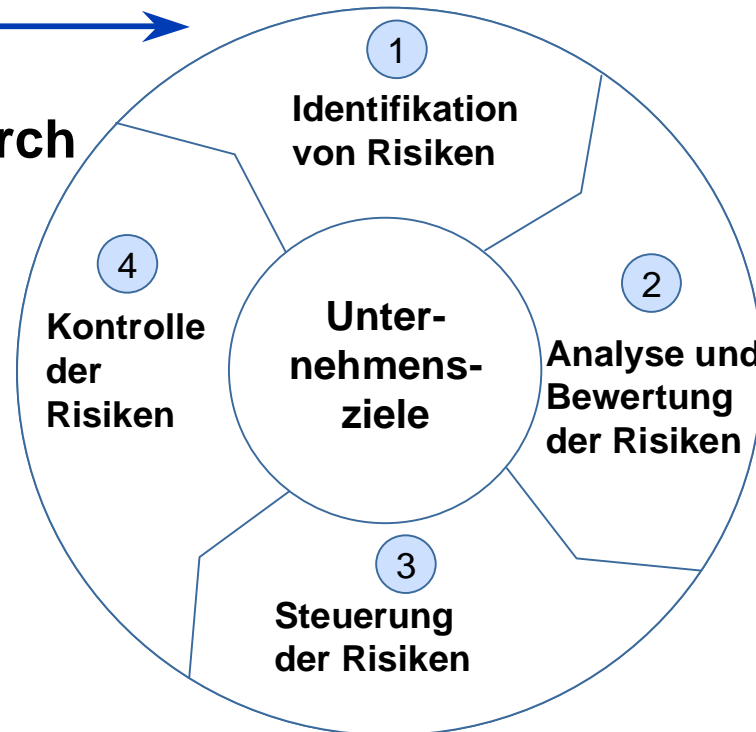 1
Identifikation
von Risiken
rch
2
Analyse und
Bewertung
der Risiken
3
Steuerung
der Risiken
4
Kontrolle
der
Risiken
Unter-
nehmens-
ziele